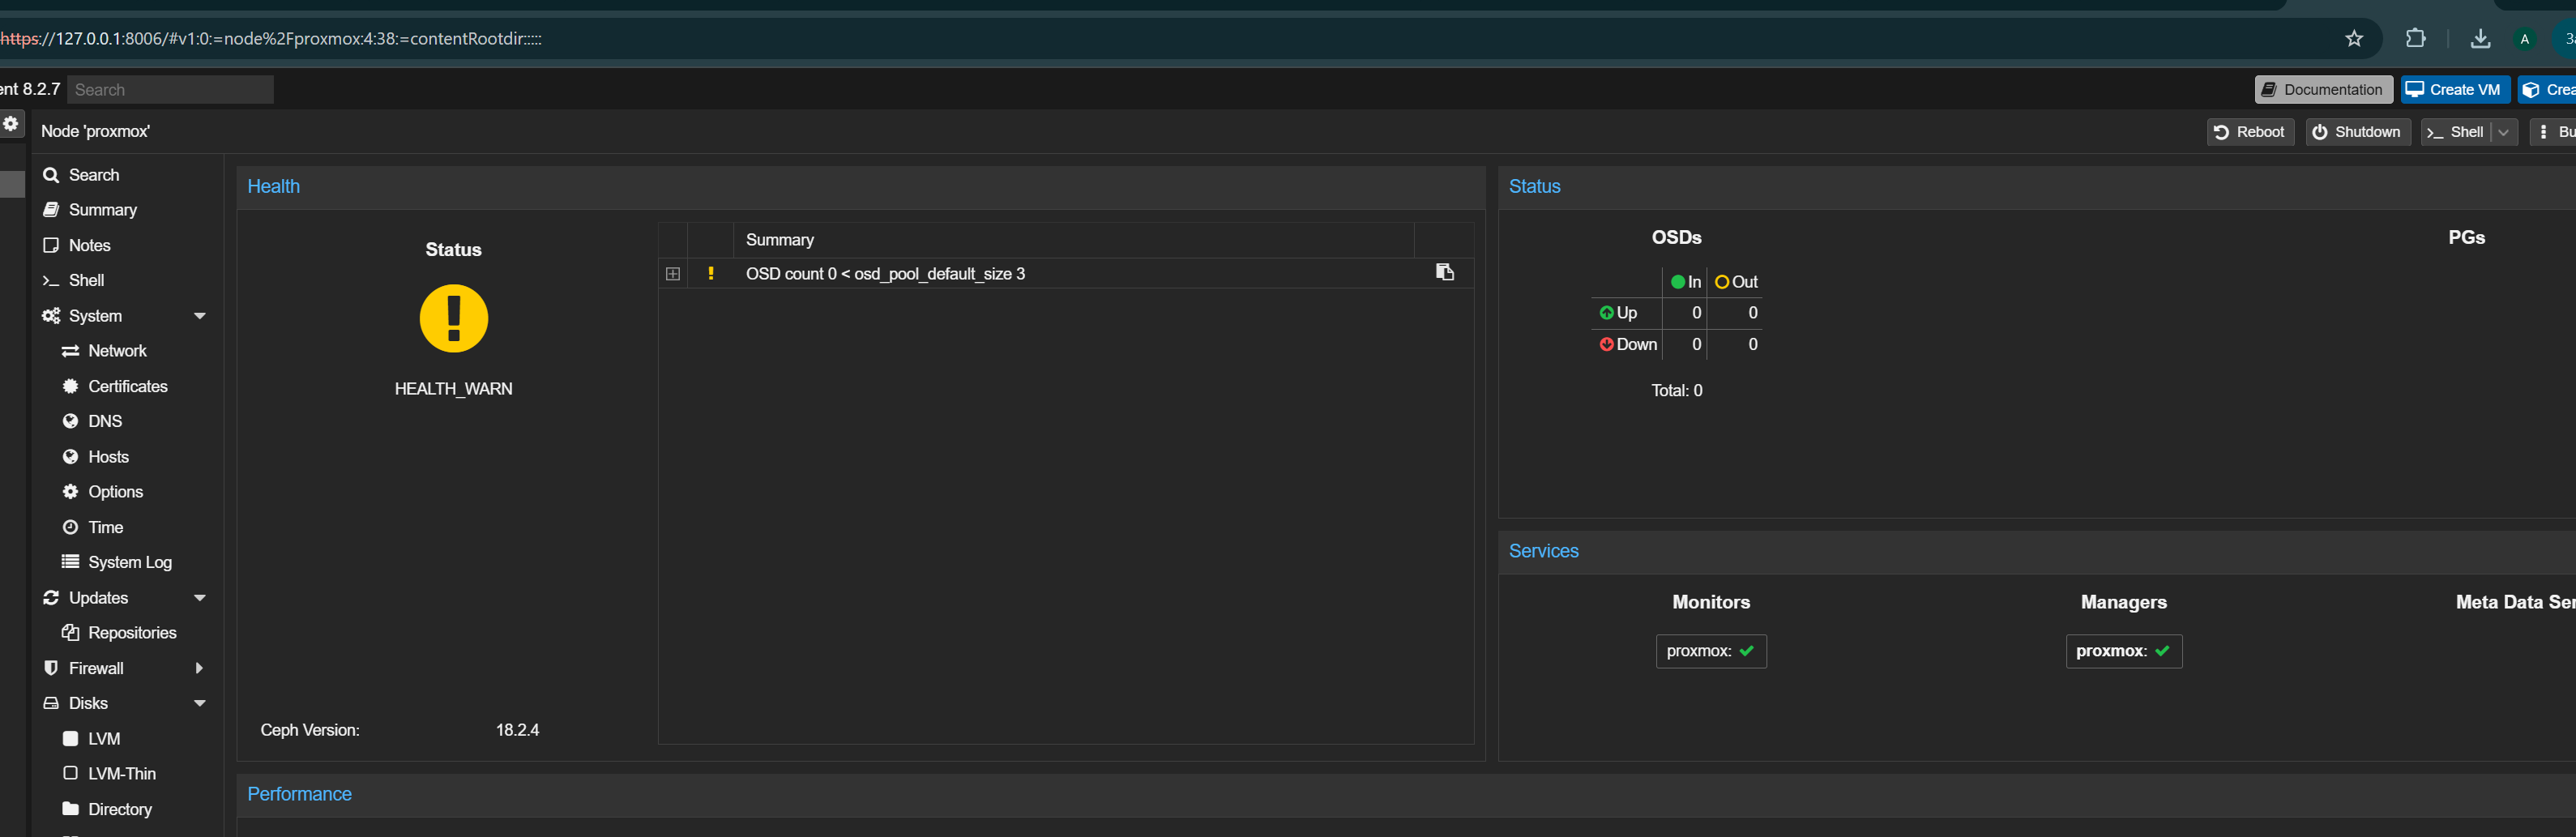 https://127.0.0.1:8006/#v1:0:=node%2Fproxmox:4:38:=contentRootdir:::::
A
ent 8.2.7
Search
Documentation
Create VM
Crea
Node 'proxmox'
Reboot
Shutdown
Shell
Bu
Search
Summary
Notes
Shell
System
Network
Certificates
DNS
Hosts
Options
Time
System Log
Updates
Repositories
Firewall
Disks
LVM
LVM-Thin
Directory
Health
Status
HEALTH_WARN
Ceph Version: 18.2.4
Summary
OSD count 0 < osd_pool_default_size 3
Status
OSDs
In Out
Up 0 0
Down 0 0
Total: 0
PGs
Services
Monitors
proxmox:
Managers
proxmox:
Meta Data Ser
Performance